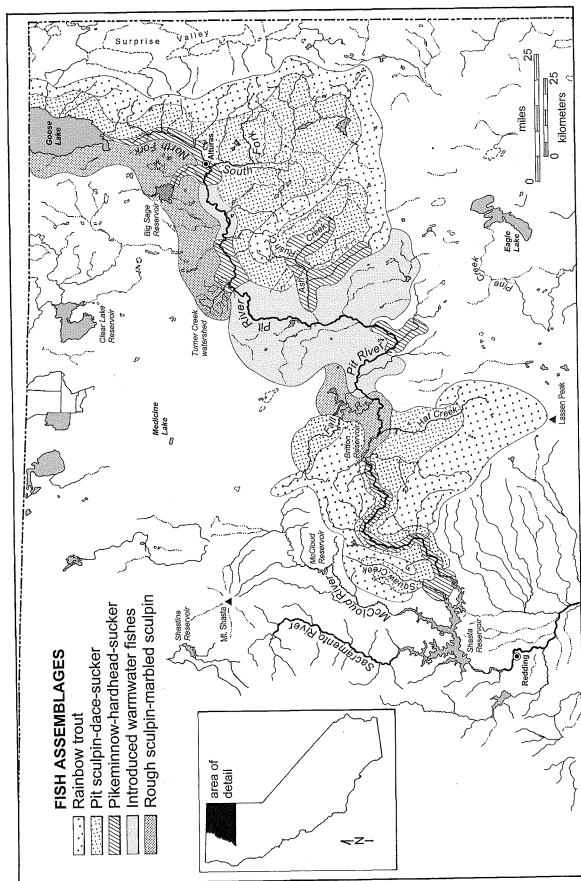 FISH ASSEMBLAGES
Rainbow trout
Pit sculpin-dace-sucker
Pikeminnow-hardhead-sucker
Introduced warmwater fishes
Rough sculpin-marbled sculpin
area of
detail
N
Shastina
Reservoir
Mt. Shasta
Sacramento River
McCloud River
McCloud
Reservoir
Squaw Creek
Shasta
Reservoir
Redding
Medicine
Lake
Clear Lake
Reservoir
Fall
Britton
Reservoir
Hat Creek
Lassen Peak
Pit River
Pit
River
Turner Creek
watershed
Big Sage
Reservoir
Goose
Lake
North Fork
Alturas
South
Fork
Rush
Creek
Ash
Surprise Valley
Pine
Creek
Eagle
Lake
0 25
miles
0 25
kilometers